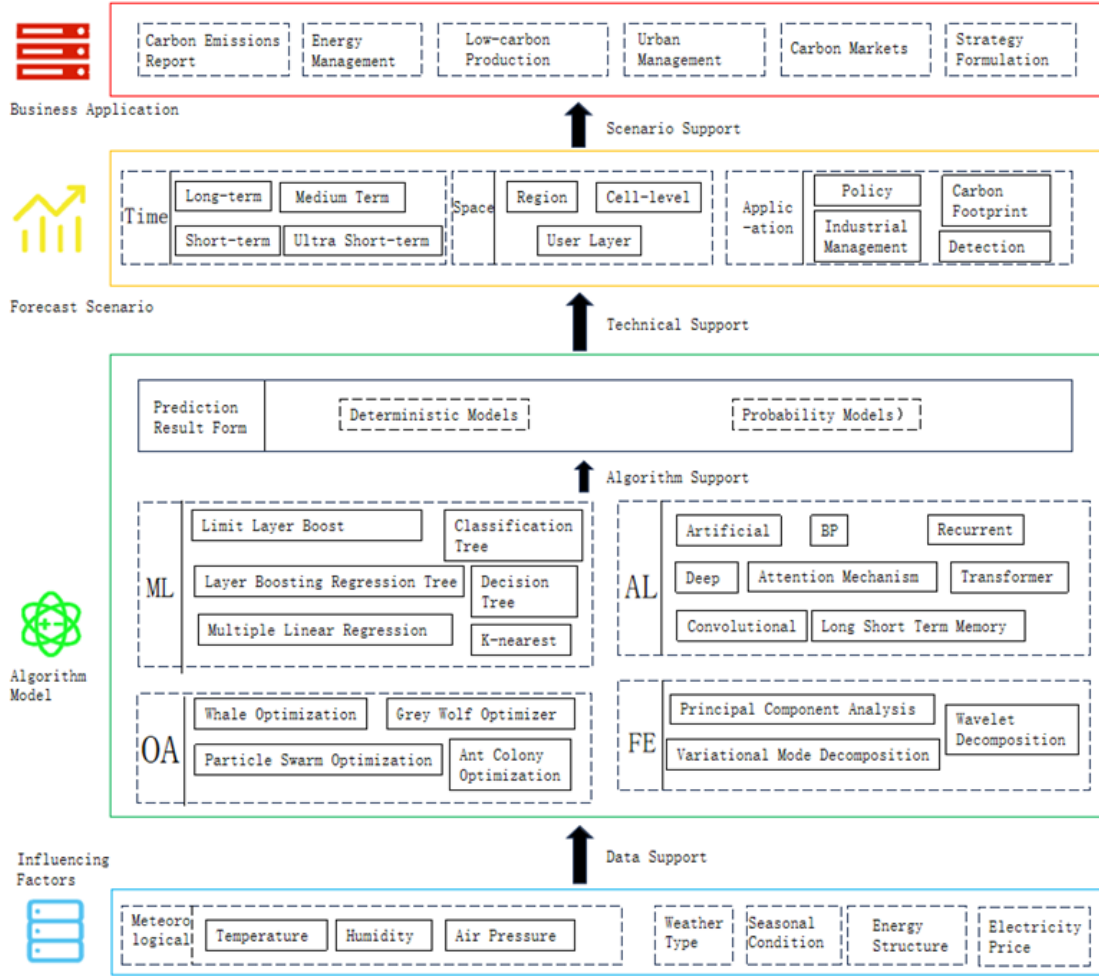 Carbon Emissions
Report
Energy
Management
Low-carbon
Production
Urban
Management
Carbon Markets
Strategy
Formulation
Business Application
Scenario Support
Time
Long-term
Medium Term
Short-term
Ultra Short-term
Space
Region
Cell-level
User Layer
Applic
-ation
Policy
Industrial
Management
Carbon
Footprint
Detection
Forecast Scenario
Technical Support
Prediction
Result Form
Deterministic Models
Probability Models)
Algorithm Support
ML
Limit Layer Boost
Classification
Tree
Layer Boosting Regression Tree
Decision
Tree
Multiple Linear Regression
K-nearest
AL
Artificial
BP
Recurrent
Deep
Attention Mechanism
Transformer
Convolutional
Long Short Term Memory
Algorithm
Model
OA
Whale Optimization
Grey Wolf Optimizer
Particle Swarm Optimization
Ant Colony
Optimization
FE
Principal Component Analysis
Wavelet
Decomposition
Variational Mode Decomposition
Data Support
Influencing
Factors
Meteoro
logical
Temperature
Humidity
Air Pressure
Weather
Type
Seasonal
Condition
Energy
Structure
Electricity
Price